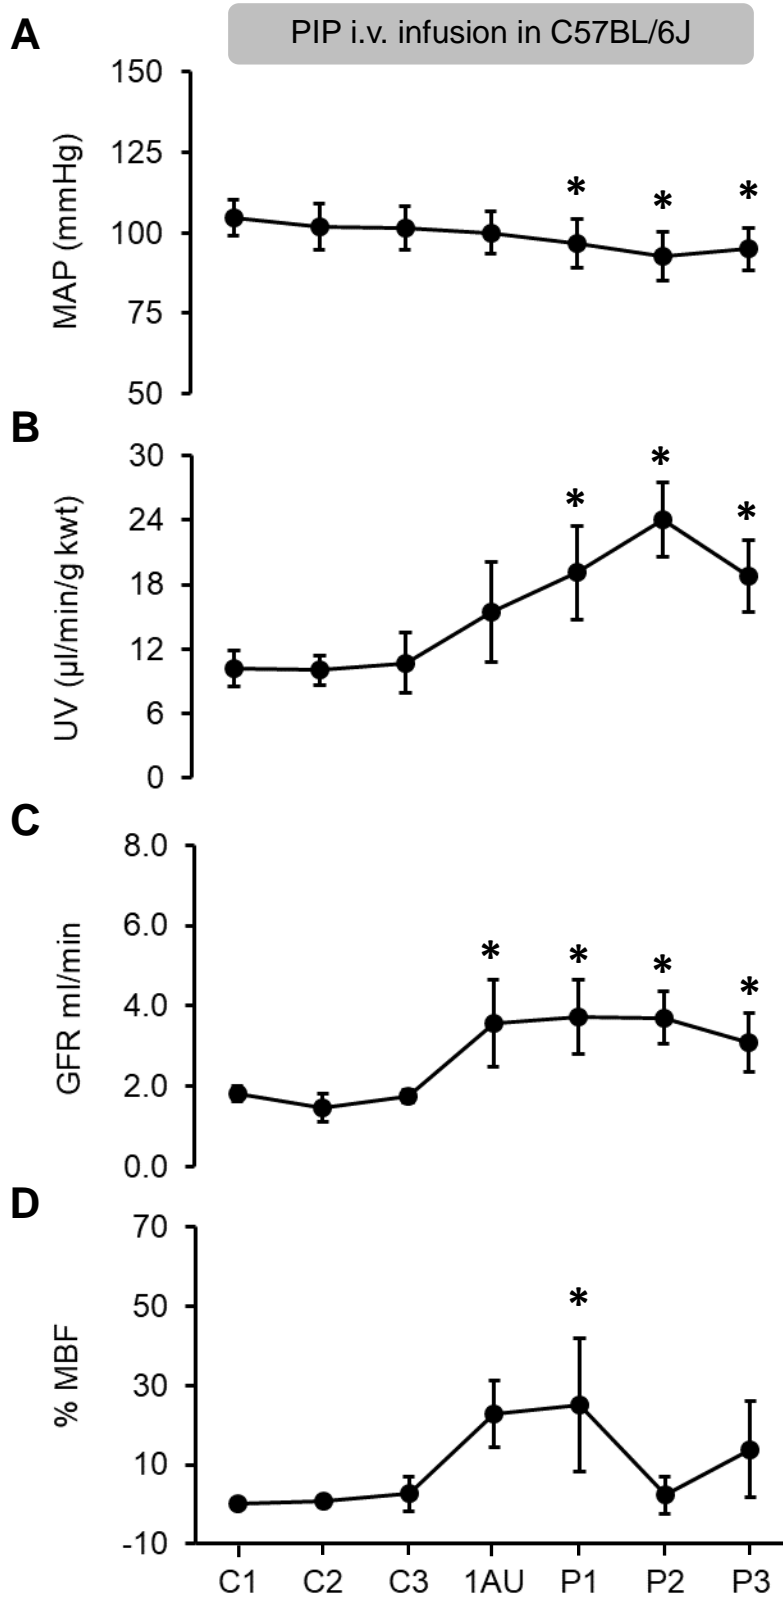 A
PIP i.v. infusion in C57BL/6J
150
125
100
75
50
MAP (mmHg)
* * *
B
30
24
18
12
6
0
UV (µl/min/g kwt)
* * *
C
8.0
6.0
4.0
2.0
0.0
GFR ml/min
* * * *
D
70
50
30
10
-10
% MBF
*
C1 C2 C3 1AU P1 P2 P3